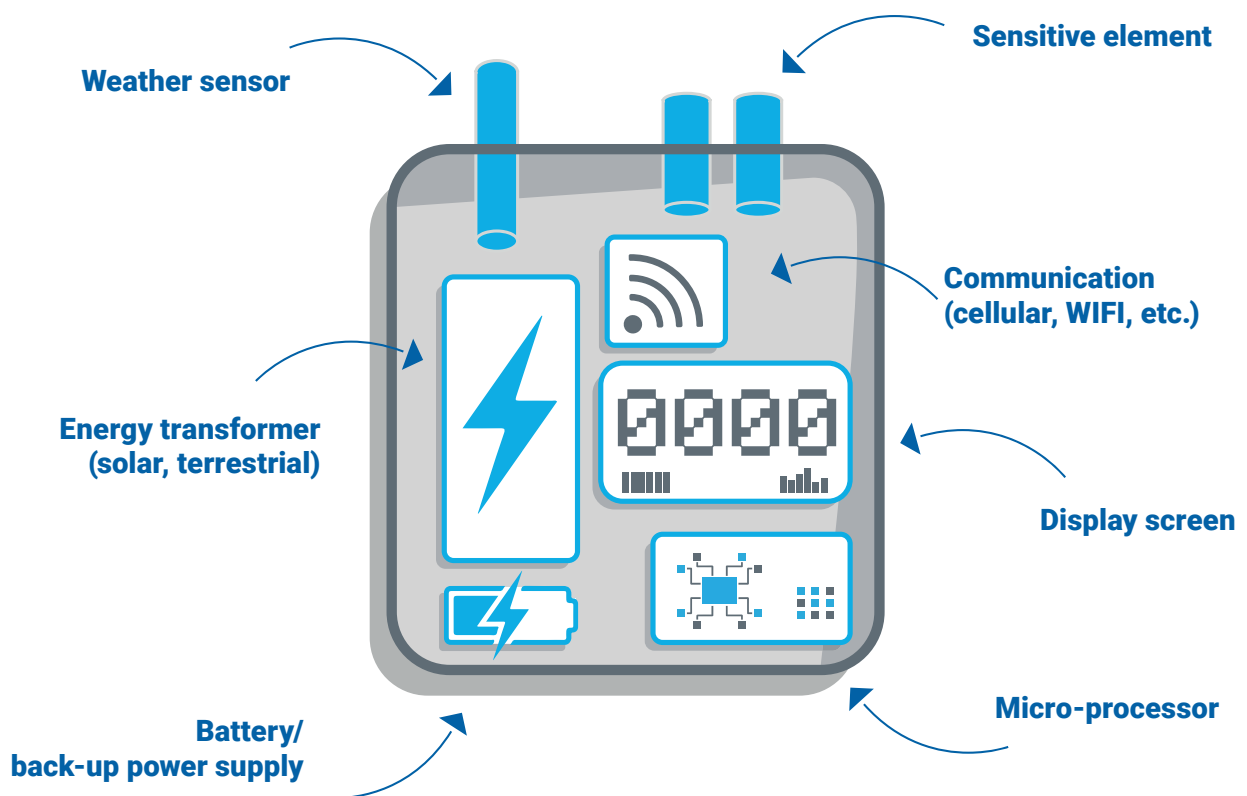 Sensitive element
Weather sensor
Communication
(cellular, WIFI, etc.)
0000
Energy transformer
(solar, terrestrial)
Display screen
Micro-processor
Battery/
back-up power supply